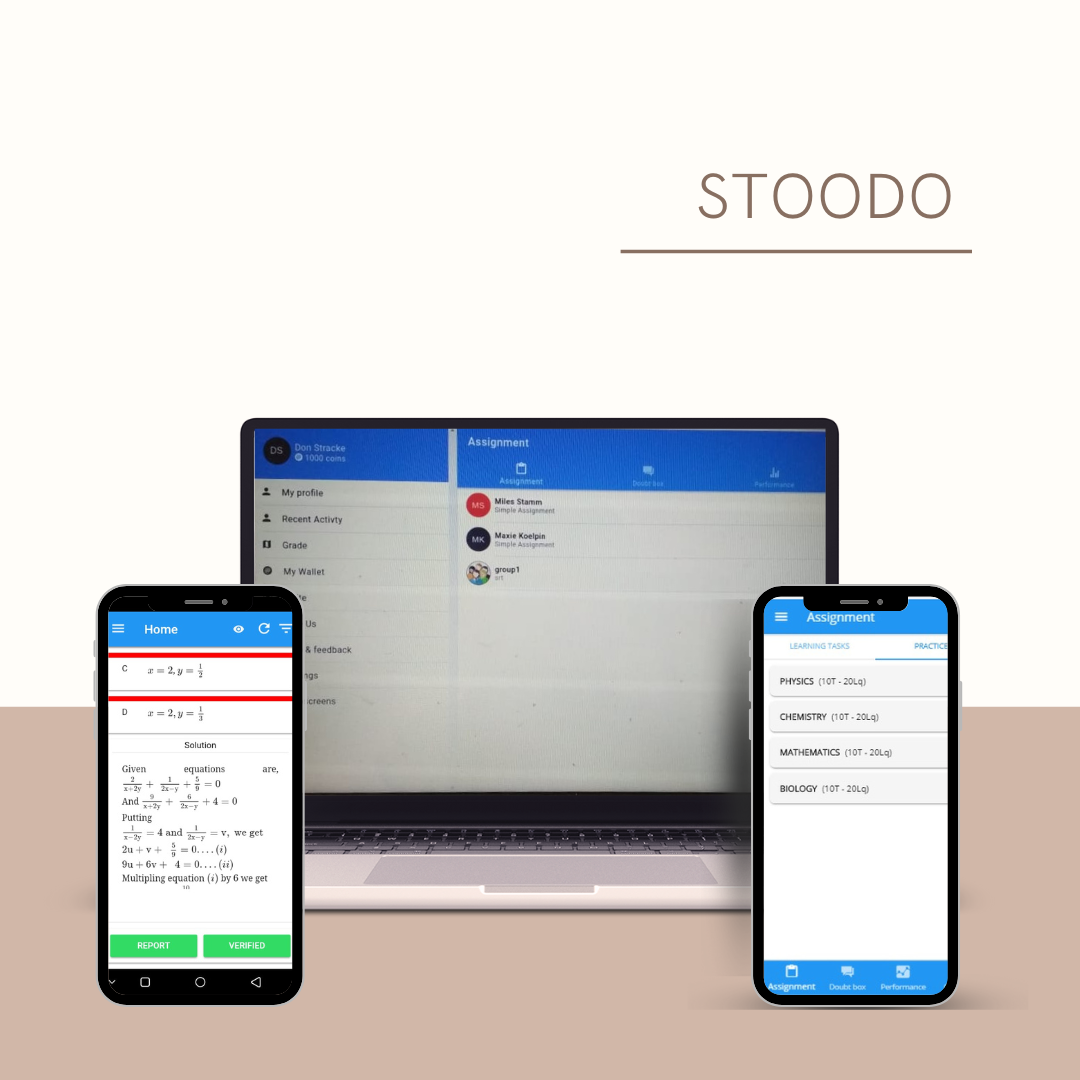 STOODO
DS
Don Stracke
1000 coins
My profile
Recent Activty
Grade
My Wallet
Us
& feedback
Assignment
Assignment
Doubt box
Performance
MS
Miles Stamm
Simple Assignment
MK
Maxie Koelpin
Simple Assignment
group1
srt
Home
C x = 2, y = 1/2
D x = 2, y = 1/3
Solution
Given equations are,
2/(x+2y) + 1/(2x−y) + 5/9 = 0
And 9/(x+2y) + 6/(2x−y) + 4 = 0
Putting
1/(x−2y) = 4 and 1/(2x−y) = v, we get
2u + v + 5/9 = 0....(i)
9u + 6v + 4 = 0....(ii)
Multipling equation (i) by 6 we get
10
REPORT
VERIFIED
Assignment
LEARNING TASKS
PRACTICE
PHYSICS (10T - 20Lq)
CHEMISTRY (10T - 20Lq)
MATHEMATICS (10T - 20Lq)
BIOLOGY (10T - 20Lq)
Assignment
Doubt box
Performance